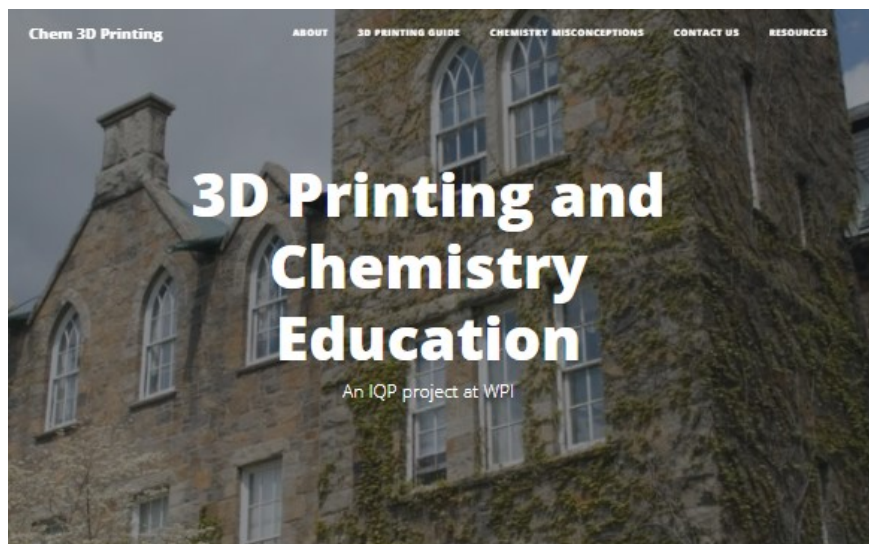 Chem 3D Printing
ABOUT
3D PRINTING GUIDE
CHEMISTRY MISCONCEPTIONS
CONTACT US
RESOURCES
3D Printing and
Chemistry
Education
An IQP project at WPI